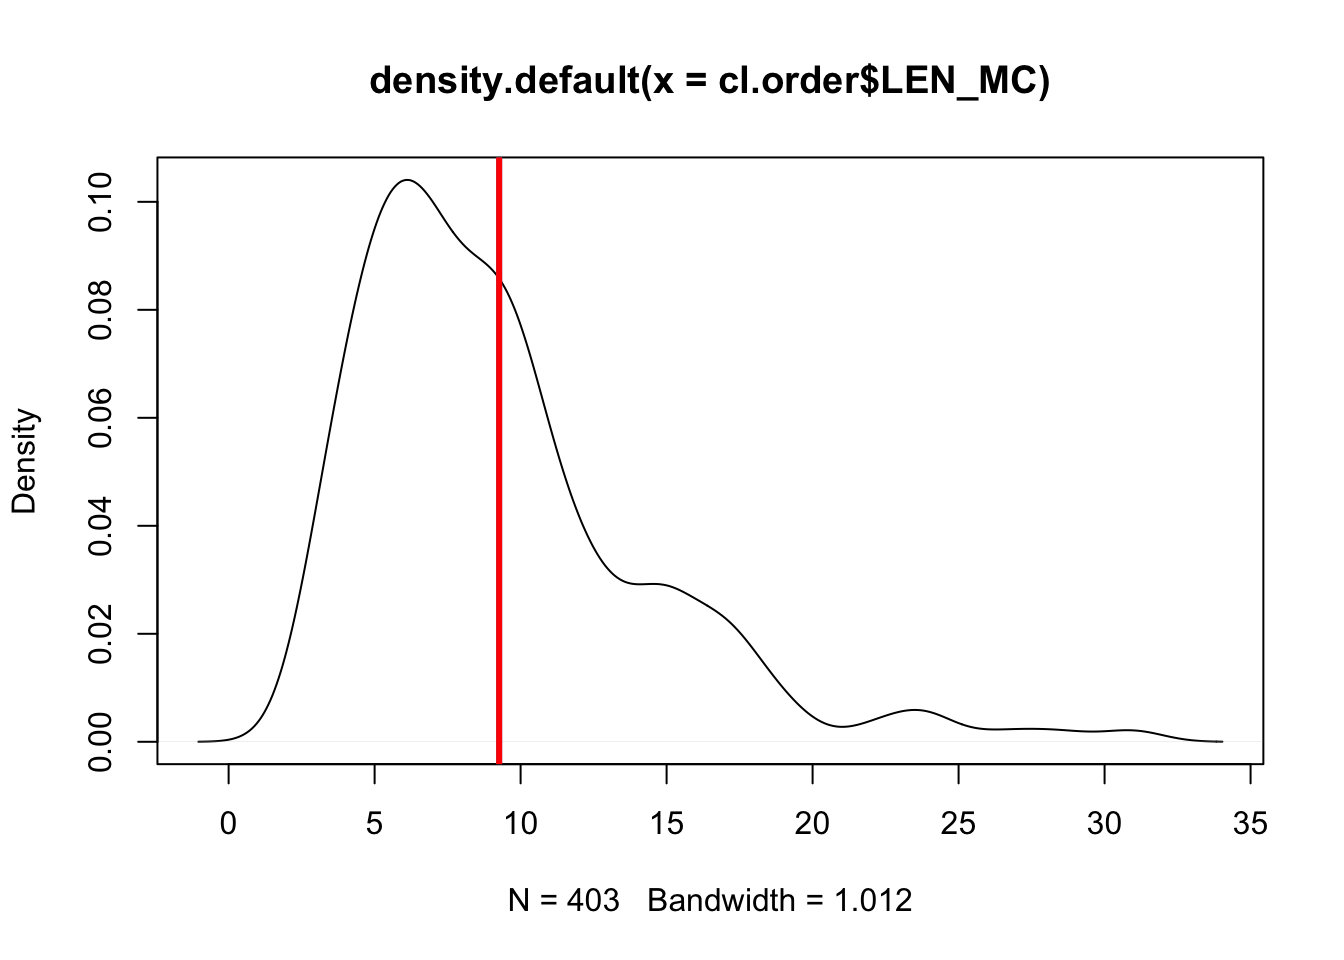 density.default(x = cl.order$LEN_MC)
Density
0.10
0.08
0.06
0.04
0.02
0.00
0 5 10 15 20 25 30 35
N = 403 Bandwidth = 1.012